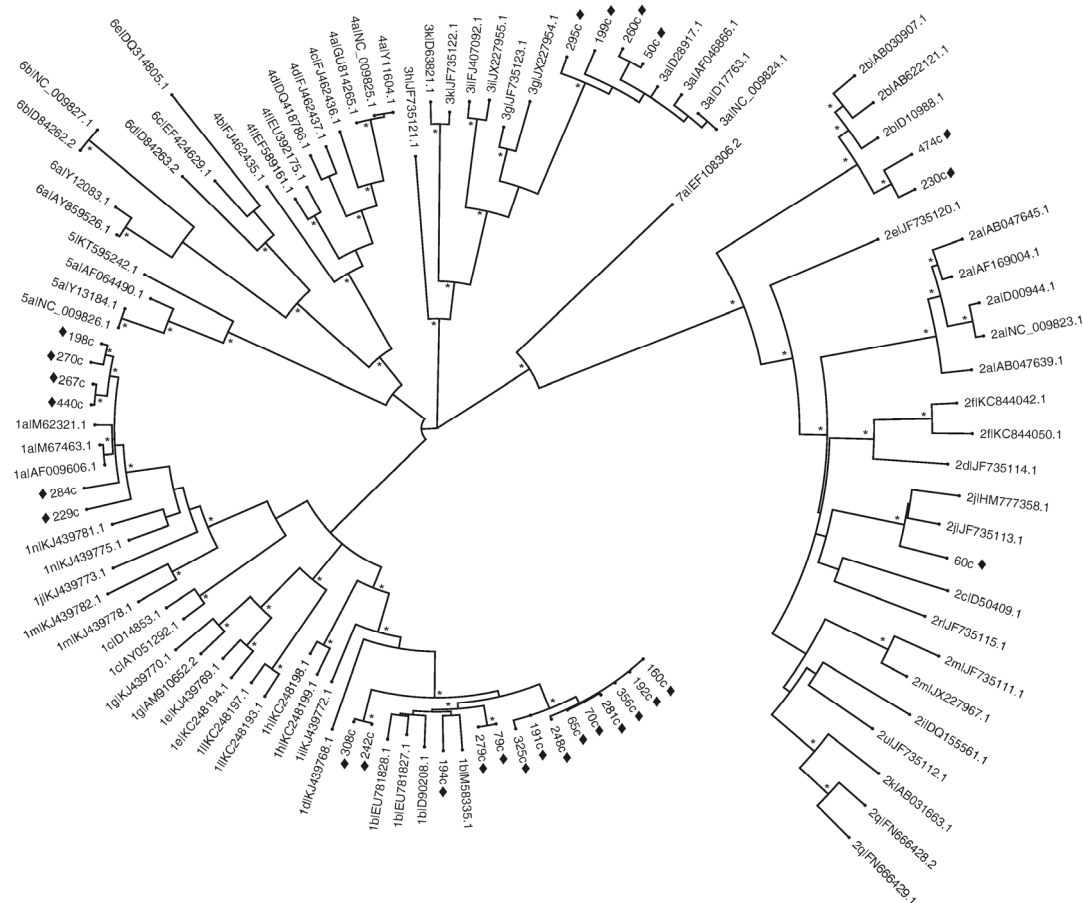 6e|DQ314805.1
6b|NC_009827.1
6b|D84262.2
6c|EF424629.1
6d|D84263.2
6a|Y12083.1
6a|AY859526.1
5|KT595242.1
5a|AF064490.1
5a|Y13184.1
5a|NC_009826.1
♦198c
♦270c
♦267c
♦440c
1a|M62321.1
1a|M67463.1
1a|AF009606.1
♦284c
♦229c
1n|KJ439781.1
1n|KJ439775.1
1j|KJ439773.1
1m|KJ439782.1
1m|KJ439778.1
1c|D14853.1
1c|AY051292.1
1g|KJ439770.1
1g|AM910652.2
1e|KJ439769.1
1e|KC248194.1
1l|KC248197.1
1l|KC248193.1
1h|KC248198.1
1h|KC248199.1
1i|KJ439772.1
1d|KJ439768.1
308c♦
242c♦
1b|EU781828.1
1b|EU781827.1
1b|D90208.1
194c♦
1b|M58335.1
279c♦
79c♦
325c♦
191c♦
248c♦
65c♦
70c♦
281c♦
356c♦
192c♦
160c♦
2q|FN666429.1
2q|FN666428.2
2k|AB031663.1
2u|JF735112.1
2i|DQ155561.1
2m|JX227967.1
2m|JF735111.1
2r|JF735115.1
2c|D50409.1
60c ♦
2j|JF735113.1
2j|HM777358.1
2d|JF735114.1
2f|KC844050.1
2f|KC844042.1
2a|AB047639.1
2a|NC_009823.1
2a|D00944.1
2a|AF169004.1
2a|AB047645.1
2e|JF735120.1
230c♦
474c♦
2b|D10988.1
2b|AB622121.1
2b|AB030907.1
7a|EF108306.2
3a|NC_009824.1
3a|D17763.1
3a|AF046866.1
3a|D28917.1
50c♦
260c♦
199c♦
295c♦
3g|JX227954.1
3g|JF735123.1
3i|JX227955.1
3i|FJ407092.1
3k|JF735122.1
3k|D63821.1
3h|JF735121.1
4a|Y11604.1
4a|NC_009825.1
4a|GU814265.1
4c|FJ462436.1
4d|FJ462437.1
4d|DQ418786.1
4f|EU392175.1
4f|EF589161.1
4b|FJ462435.1